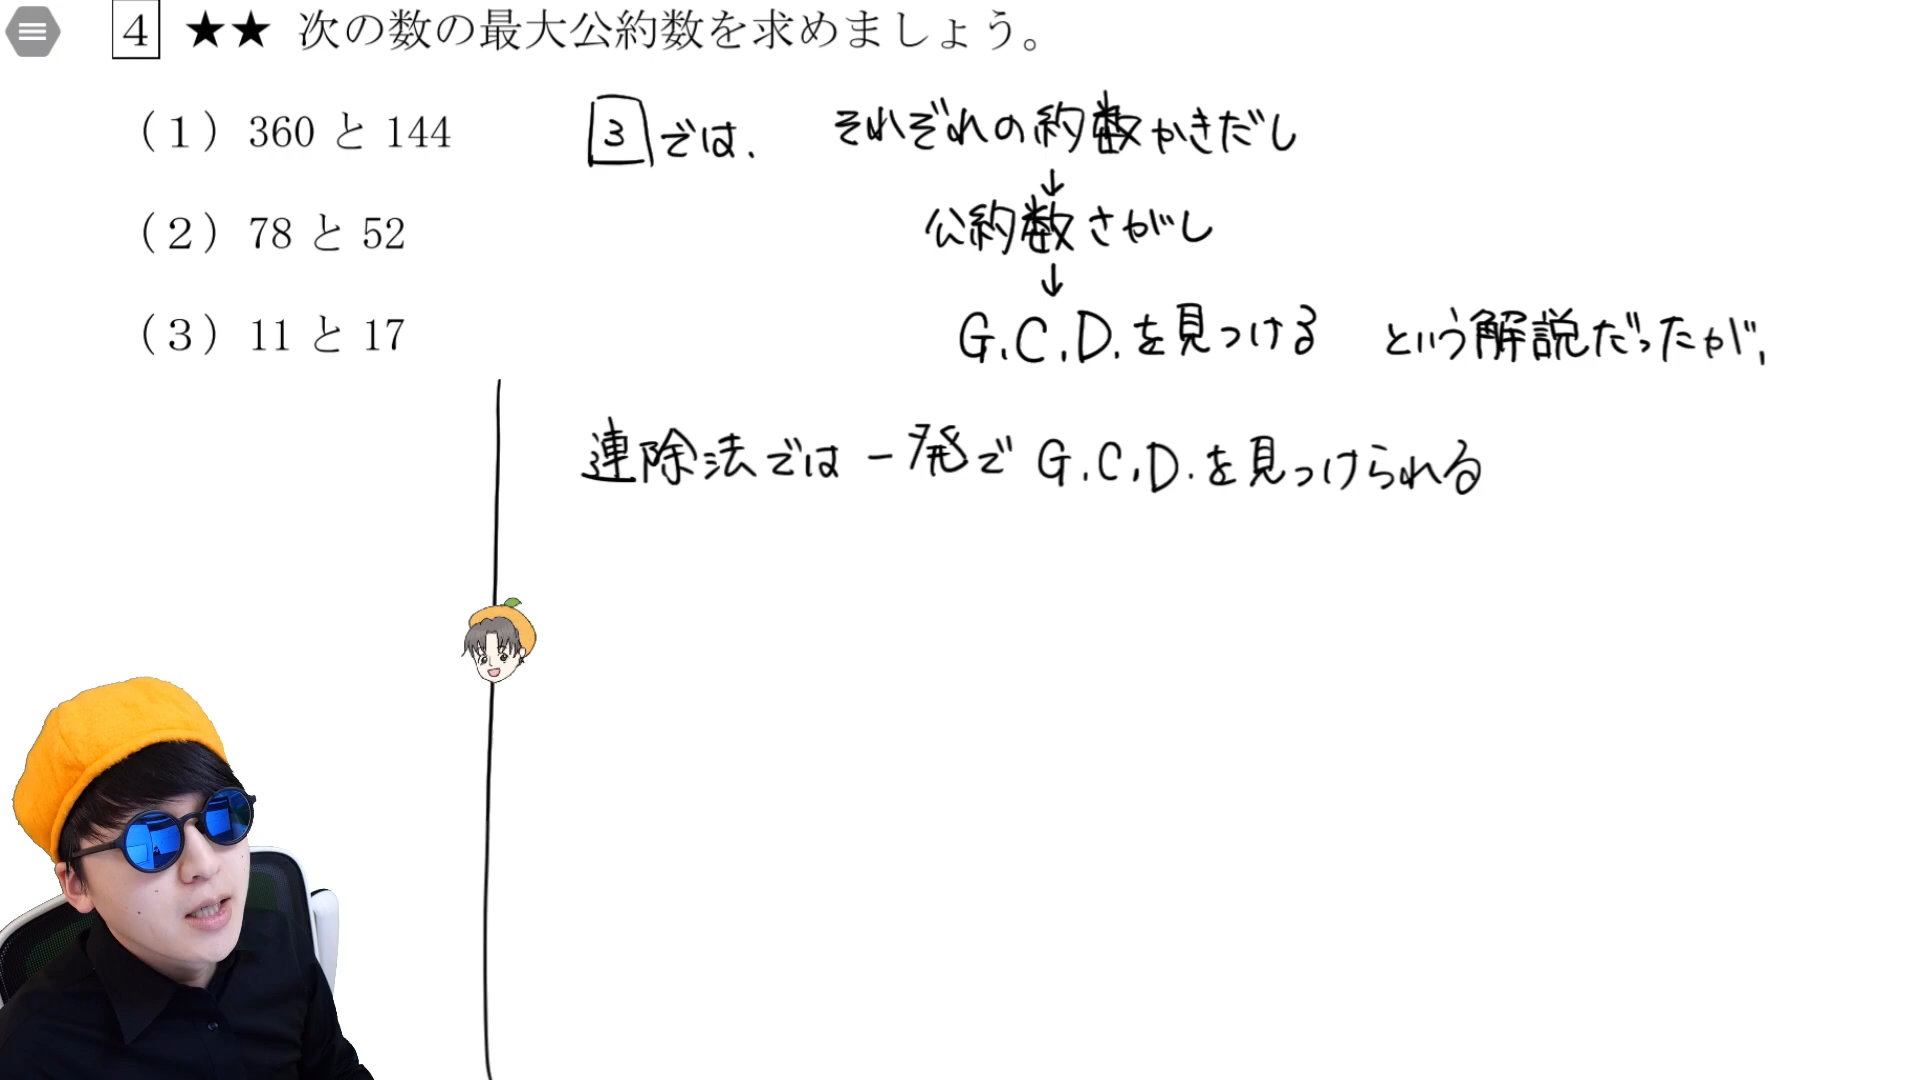 4 ★★ 次の数の最大公約数を求めましょう。
(1) 360 と 144
(2) 78 と 52
(3) 11 と 17
3 では. それぞれの約数かきだし
↓
公約数さがし
↓
G.C.D.を見つける という解説だったが、
連除法では一発で G.C.D.を見つけられる